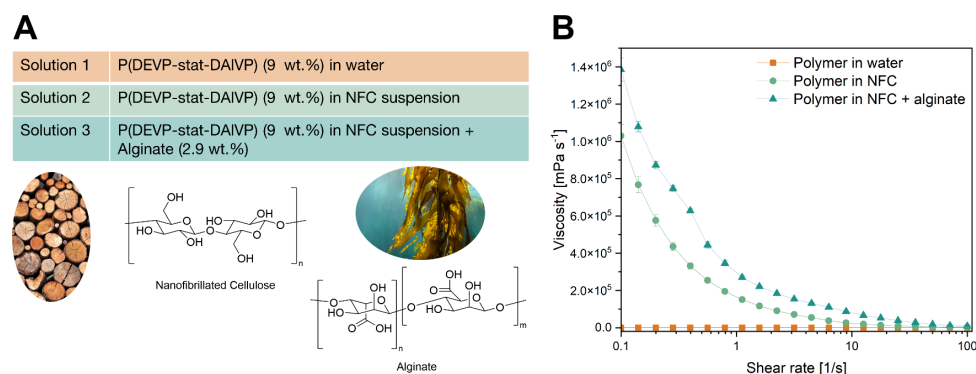 A
Solution 1 P(DEVP-stat-DAlVP) (9 wt.%) in water
Solution 2 P(DEVP-stat-DAlVP) (9 wt.%) in NFC suspension
Solution 3 P(DEVP-stat-DAlVP) (9 wt.%) in NFC suspension +
Alginate (2.9 wt.%)
OH
O
HO
OH
O
OH
HO
O
O
OH
n
Nanofibrillated Cellulose
O
HO
OH
O
O
OH
n
O
OH
O
OH
HO
O
O
m
Alginate
B
Polymer in water
Polymer in NFC
Polymer in NFC + alginate
Viscosity [mPa s⁻¹]
1.4×10⁶
1.2×10⁶
1.0×10⁶
8.0×10⁵
6.0×10⁵
4.0×10⁵
2.0×10⁵
0.0
0.1 1 10 100
Shear rate [1/s]